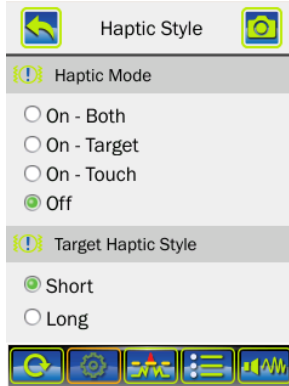 Haptic Style
Haptic Mode
On - Both
On - Target
On - Touch
Off
Target Haptic Style
Short
Long